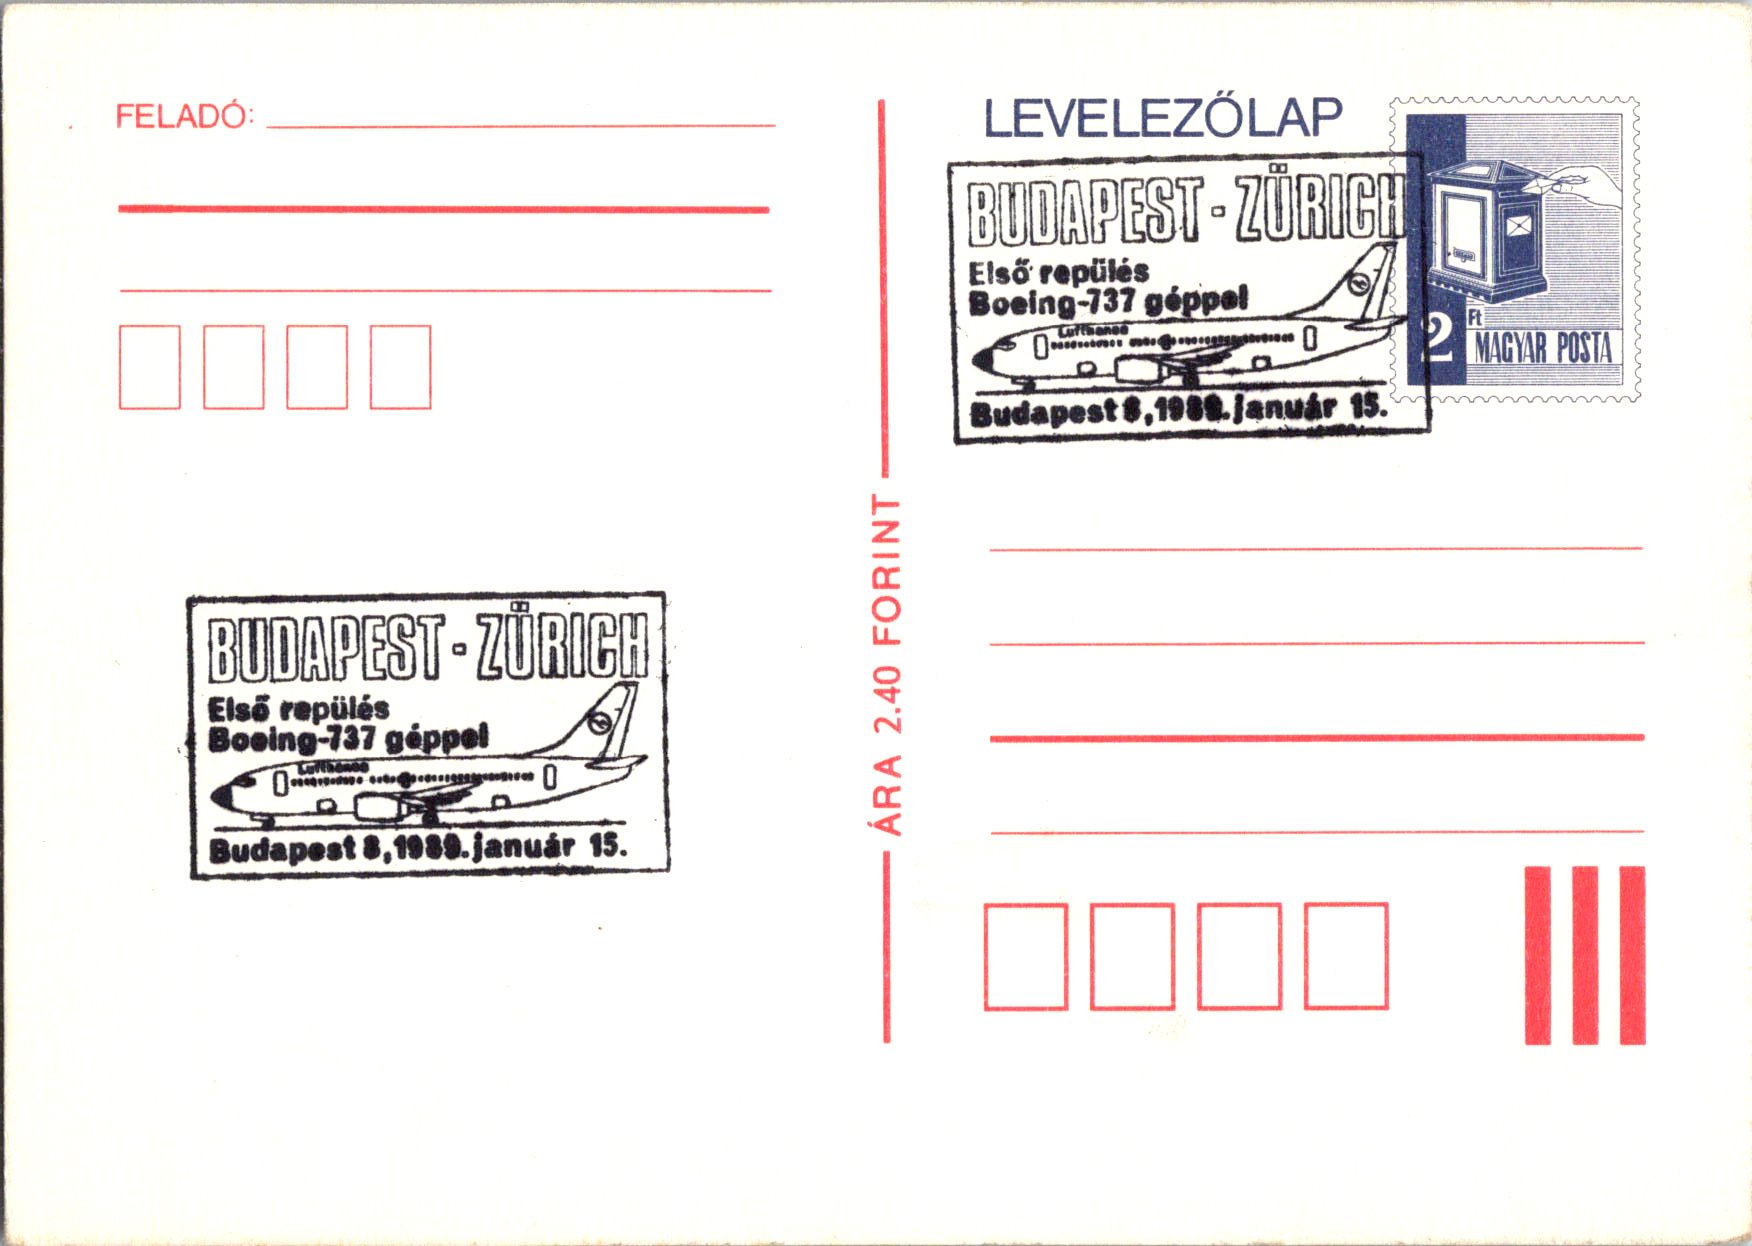 FELADÓ:
LEVELEZŐLAP
BUDAPEST - ZÜRICH
Első repülés
Boeing-737 géppel
Lufthansa
Budapest 8, 1989. január 15.
2 Ft
MAGYAR POSTA
ÁRA 2.40 FORINT
BUDAPEST - ZÜRICH
Első repülés
Boeing-737 géppel
Lufthansa
Budapest 8, 1989. január 15.